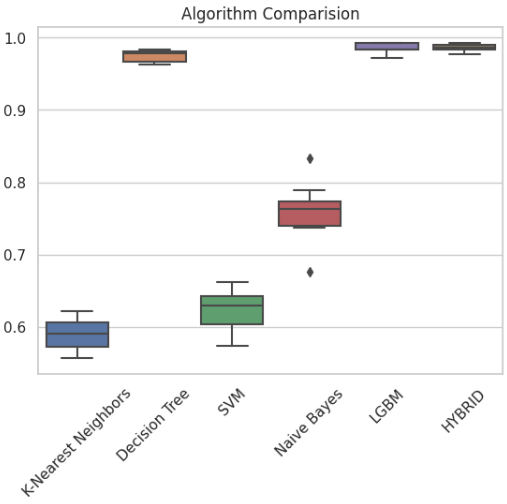 Algorithm Comparision
1.0
0.9
0.8
0.7
0.6
K-Nearest Neighbors
Decision Tree
SVM
Naive Bayes
LGBM
HYBRID